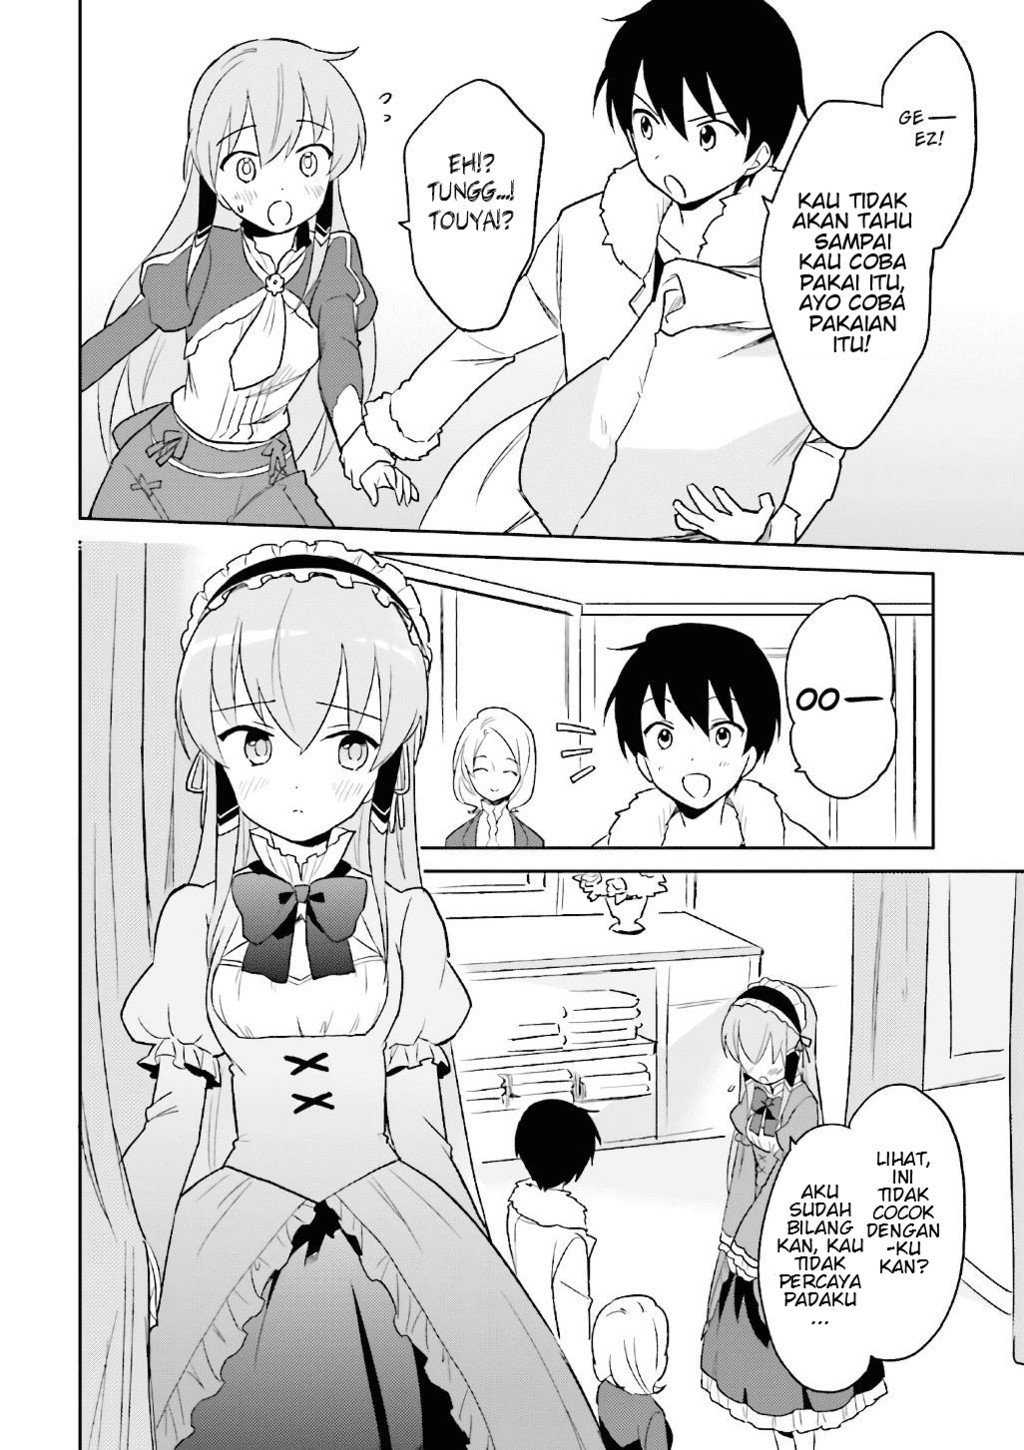 GE—
EZ!
KAU TIDAK
AKAN TAHU
SAMPAI
KAU COBA
PAKAI ITU,
AYO COBA
PAKAIAN
ITU!
EH!?
TUNGG...!
TOUYA!?
OO—
LIHAT,
INI
TIDAK
COCOK
DENGAN
-KU
KAN?
AKU
SUDAH
BILANG
KAN, KAU
TIDAK
PERCAYA
PADAKU
...